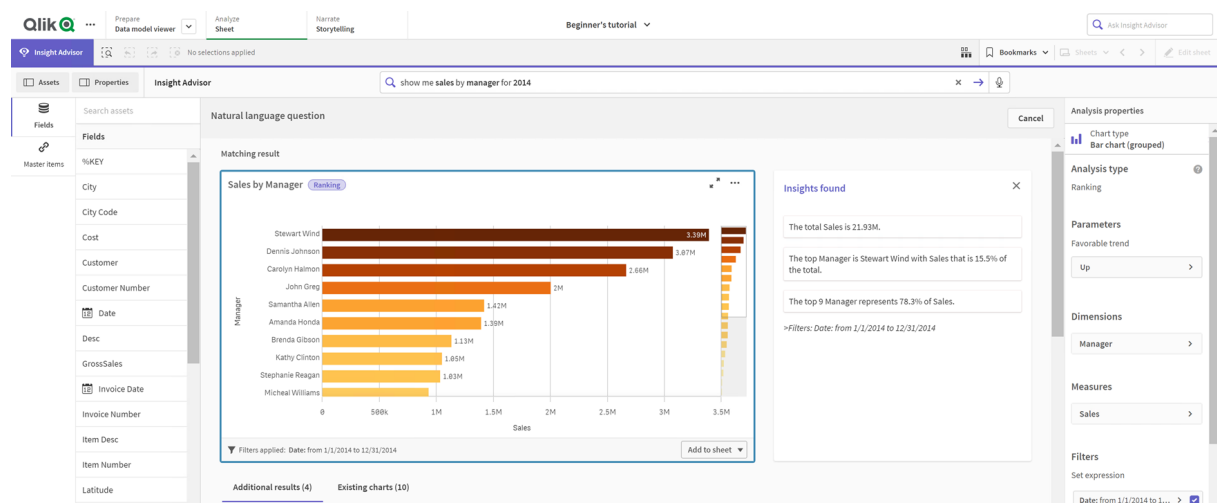 Qlik
Prepare
Data model viewer
Analyze
Sheet
Narrate
Storytelling
Beginner's tutorial
Ask Insight Advisor
Insight Advisor
No selections applied
Bookmarks
Sheets
Edit sheet
Assets
Properties
Insight Advisor
show me sales by manager for 2014
Fields
Master items
Search assets
Fields
%KEY
City
City Code
Cost
Customer
Customer Number
Date
Desc
GrossSales
Invoice Date
Invoice Number
Item Desc
Item Number
Latitude
Natural language question
Cancel
Matching result
Sales by Manager
Ranking
Manager
Stewart Wind 3.39M
Dennis Johnson 3.07M
Carolyn Halmon 2.66M
John Greg 2M
Samantha Allen 1.42M
Amanda Honda 1.39M
Brenda Gibson 1.13M
Kathy Clinton 1.05M
Stephanie Reagan 1.03M
Micheal Williams
0 500k 1M 1.5M 2M 2.5M 3M 3.5M
Sales
Filters applied: Date: from 1/1/2014 to 12/31/2014
Add to sheet
Additional results (4)
Existing charts (10)
Insights found
The total Sales is 21.93M.
The top Manager is Stewart Wind with Sales that is 15.5% of
the total.
The top 9 Manager represents 78.3% of Sales.
>Filters: Date: from 1/1/2014 to 12/31/2014
Analysis properties
Chart type
Bar chart (grouped)
Analysis type
Ranking
Parameters
Favorable trend
Up
Dimensions
Manager
Measures
Sales
Filters
Set expression
Date: from 1/1/2014 to 1...